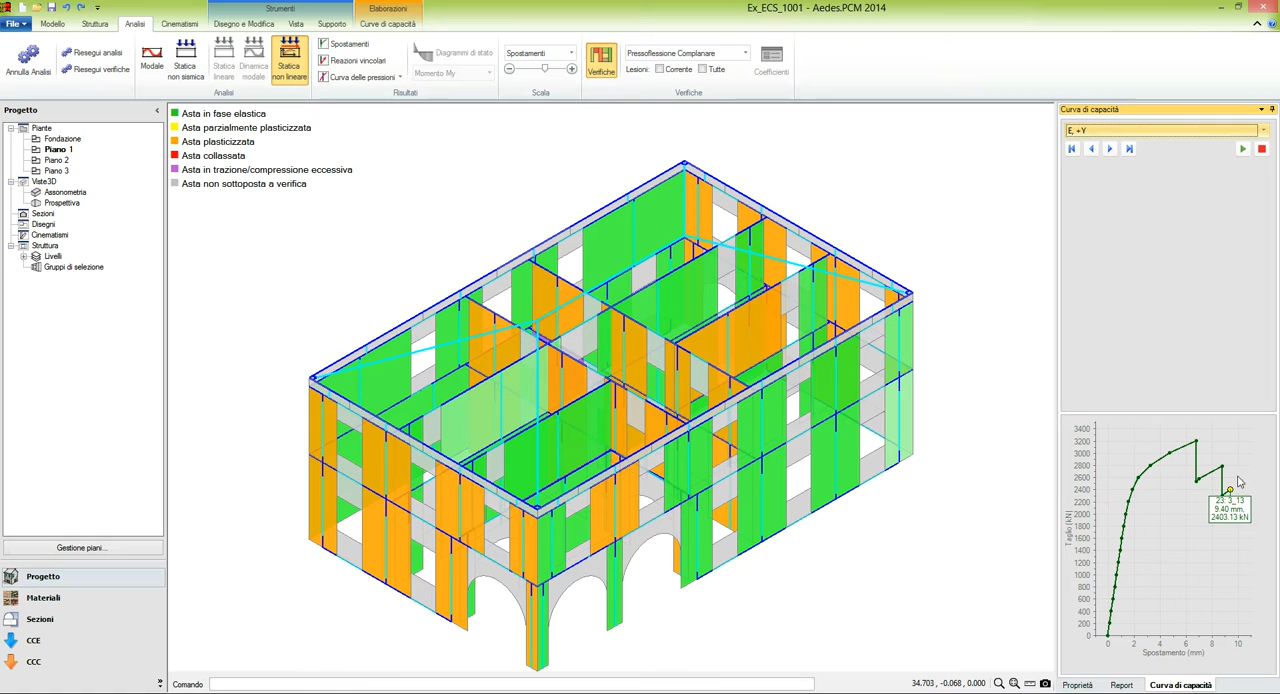 Ex_ECS_1001 - Aedes.PCM 2014
Strumenti
Elaborazioni
File
Modello
Struttura
Analisi
Cinematismi
Disegno e Modifica
Vista
Supporto
Curva di capacità
Annulla Analisi
Riesegui analisi
Riesegui verifiche
Modale
Statica
non sismica
Statica
lineare
Dinamica
modale
Statica
non lineare
Analisi
Spostamenti
Reazioni vincolari
Curva delle pressioni
Diagrammi di stato
Momento My
Risultati
Spostamenti
Scala
Verifiche
Pressoflessione Complanare
Lesioni:
Corrente
Tutte
Coefficienti
Verifiche
Progetto
Piante
Fondazione
Piano 1
Piano 2
Piano 3
Viste3D
Assonometria
Prospettiva
Sezioni
Disegni
Cinematismi
Struttura
Livelli
Gruppi di selezione
Gestione piani...
Progetto
Materiali
Sezioni
CCE
CCC
Asta in fase elastica
Asta parzialmente plasticizzata
Asta plasticizzata
Asta collassata
Asta in trazione/compressione eccessiva
Asta non sottoposta a verifica
Curva di capacità
E, +Y
3400
3200
3000
2800
2600
2400
2200
2000
1800
1600
1400
1200
1000
800
600
400
200
0
Taglio (kN)
23: 3_13
9.40 mm,
2403.13 kN
0 2 4 6 8 10
Spostamento (mm)
Comando
34.703 , -0.068 , 0.000
Proprietà
Report
Curva di capacità